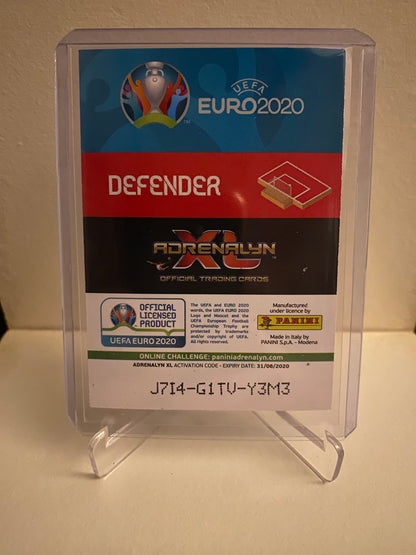 UEFA
EURO2020
TM
DEFENDER
ADRENALYN
XL
OFFICIAL TRADING CARDS
OFFICIAL
LICENSED
PRODUCT
UEFA EURO 2020
The UEFA and EURO 2020
words, the UEFA EURO 2020
Logo and Mascot and the
UEFA European Football
Championship Trophy are
protected by trademarks
and/or copyright of UEFA.
All rights reserved.
Manufactured
under licence by
PANINI
Made in Italy by
PANINI S.p.A. - Modena
ONLINE CHALLENGE: paniniadrenalyn.com
ADRENALYN XL ACTIVATION CODE - EXPIRY DATE: 31/08/2020
J7I4-G1TV-Y3M3